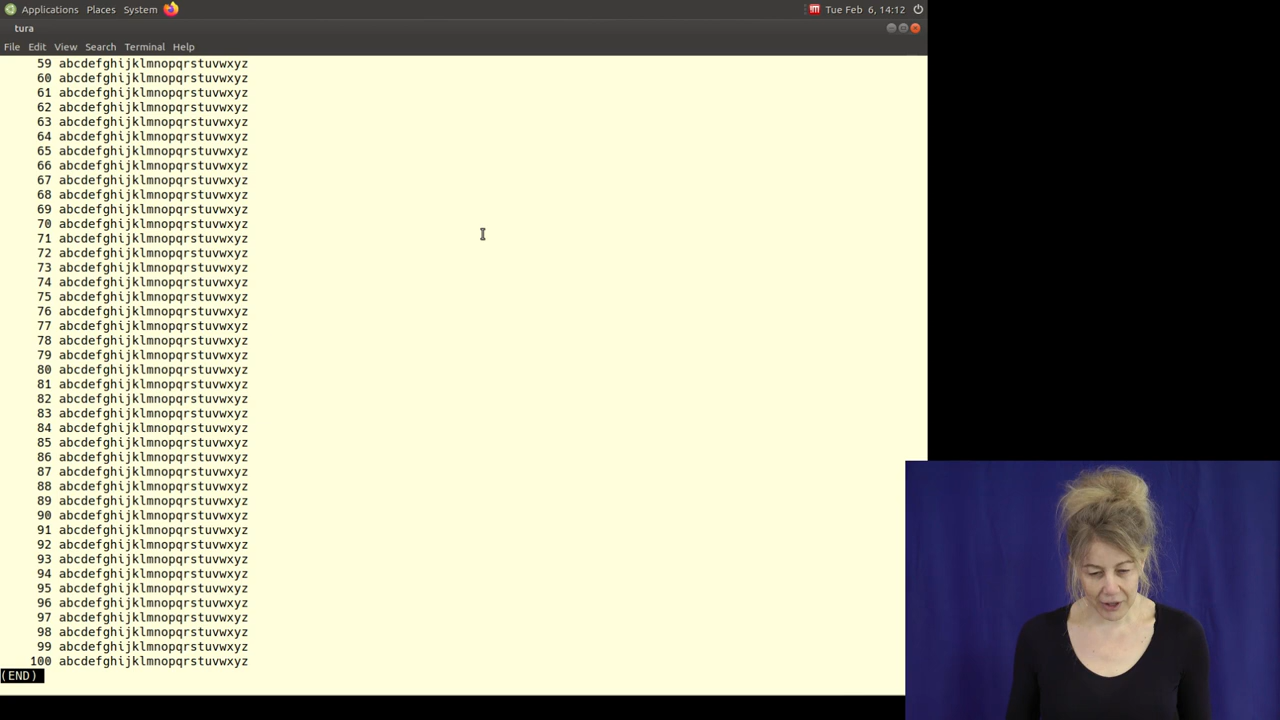 Applications Places System Tue Feb 6, 14:12
tura
File Edit View Search Terminal Help
59 abcdefghijklmnopqrstuvwxyz
60 abcdefghijklmnopqrstuvwxyz
61 abcdefghijklmnopqrstuvwxyz
62 abcdefghijklmnopqrstuvwxyz
63 abcdefghijklmnopqrstuvwxyz
64 abcdefghijklmnopqrstuvwxyz
65 abcdefghijklmnopqrstuvwxyz
66 abcdefghijklmnopqrstuvwxyz
67 abcdefghijklmnopqrstuvwxyz
68 abcdefghijklmnopqrstuvwxyz
69 abcdefghijklmnopqrstuvwxyz
70 abcdefghijklmnopqrstuvwxyz
71 abcdefghijklmnopqrstuvwxyz
72 abcdefghijklmnopqrstuvwxyz
73 abcdefghijklmnopqrstuvwxyz
74 abcdefghijklmnopqrstuvwxyz
75 abcdefghijklmnopqrstuvwxyz
76 abcdefghijklmnopqrstuvwxyz
77 abcdefghijklmnopqrstuvwxyz
78 abcdefghijklmnopqrstuvwxyz
79 abcdefghijklmnopqrstuvwxyz
80 abcdefghijklmnopqrstuvwxyz
81 abcdefghijklmnopqrstuvwxyz
82 abcdefghijklmnopqrstuvwxyz
83 abcdefghijklmnopqrstuvwxyz
84 abcdefghijklmnopqrstuvwxyz
85 abcdefghijklmnopqrstuvwxyz
86 abcdefghijklmnopqrstuvwxyz
87 abcdefghijklmnopqrstuvwxyz
88 abcdefghijklmnopqrstuvwxyz
89 abcdefghijklmnopqrstuvwxyz
90 abcdefghijklmnopqrstuvwxyz
91 abcdefghijklmnopqrstuvwxyz
92 abcdefghijklmnopqrstuvwxyz
93 abcdefghijklmnopqrstuvwxyz
94 abcdefghijklmnopqrstuvwxyz
95 abcdefghijklmnopqrstuvwxyz
96 abcdefghijklmnopqrstuvwxyz
97 abcdefghijklmnopqrstuvwxyz
98 abcdefghijklmnopqrstuvwxyz
99 abcdefghijklmnopqrstuvwxyz
100 abcdefghijklmnopqrstuvwxyz
(END)